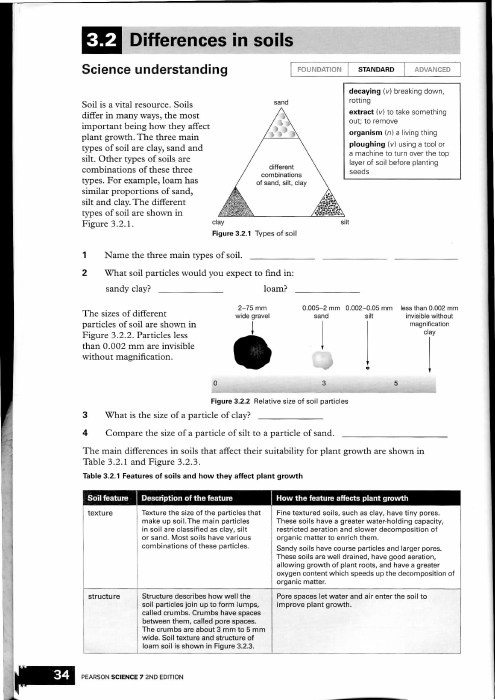 3.2 Differences in soils
Science understanding
FOUNDATION STANDARD ADVANCED
Soil is a vital resource. Soils
differ in many ways, the most
important being how they affect
plant growth. The three main
types of soil are clay, sand and
silt. Other types of soils are
combinations of these three
types. For example, loam has
similar proportions of sand,
silt and clay. The different
types of soil are shown in
Figure 3.2.1.
sand
different
combinations
of sand, silt, clay
clay
silt
Figure 3.2.1 Types of soil
decaying (v) breaking down,
rotting
extract (v) to take something
out; to remove
organism (n) a living thing
ploughing (v) using a tool or
a machine to turn over the top
layer of soil before planting
seeds
1 Name the three main types of soil.
2 What soil particles would you expect to find in:
sandy clay? loam?
The sizes of different
particles of soil are shown in
Figure 3.2.2. Particles less
than 0.002 mm are invisible
without magnification.
2–75 mm
wide gravel
0.005–2 mm
sand
0.002–0.05 mm
silt
less than 0.002 mm
invisible without
magnification
clay
0 3 5
Figure 3.2.2 Relative size of soil particles
3 What is the size of a particle of clay?
4 Compare the size of a particle of silt to a particle of sand.
The main differences in soils that affect their suitability for plant growth are shown in
Table 3.2.1 and Figure 3.2.3.
Table 3.2.1 Features of soils and how they affect plant growth
Soil feature Description of the feature How the feature affects plant growth
texture
Texture the size of the particles that
make up soil. The main particles
in soil are classified as clay, silt
or sand. Most soils have various
combinations of these particles.
Fine textured soils, such as clay, have tiny pores.
These soils have a greater water-holding capacity,
restricted aeration and slower decomposition of
organic matter to enrich them.
Sandy soils have course particles and larger pores.
These soils are well drained, have good aeration,
allowing growth of plant roots, and have a greater
oxygen content which speeds up the decomposition of
organic matter.
structure
Structure describes how well the
soil particles join up to form lumps,
called crumbs. Crumbs have spaces
between them, called pore spaces.
The crumbs are about 3 mm to 5 mm
wide. Soil texture and structure of
loam soil is shown in Figure 3.2.3.
Pore spaces let water and air enter the soil to
improve plant growth.
34 PEARSON SCIENCE 7 2ND EDITION